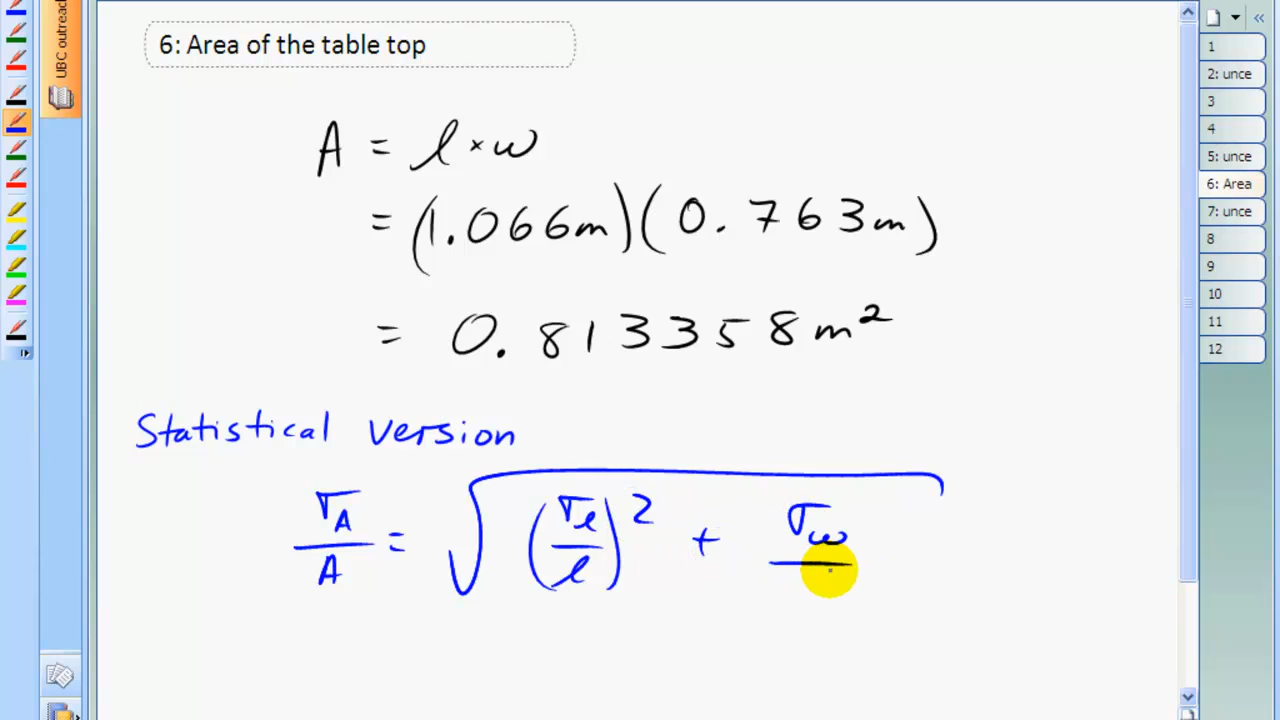 UBC outreach
6: Area of the table top
A = l × w
= (1.066m)(0.763m)
= 0.813358m²
Statistical version
σA/A = √((σl/l)² + σw/
1
2: unce
3
4
5: unce
6: Area
7: unce
8
9
10
11
12